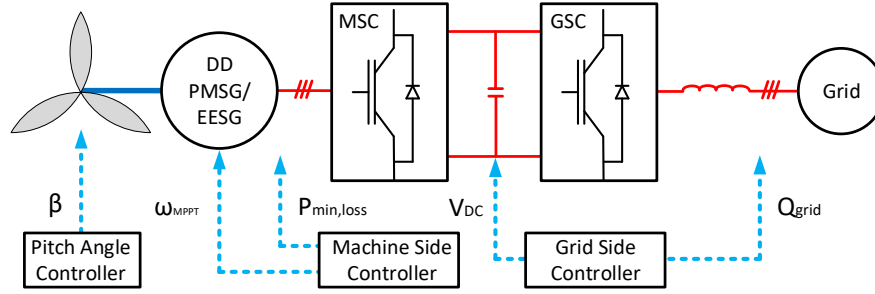 MSC
GSC
DD
PMSG/
EESG
Grid
β
ωMPPT
Pmin,loss
VDC
Qgrid
Pitch Angle
Controller
Machine Side
Controller
Grid Side
Controller